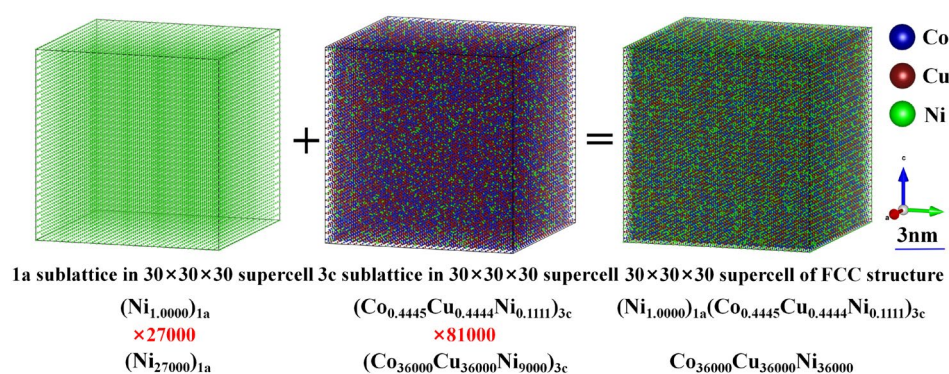 Co
Cu
Ni
+
=
c
a
3nm
1a sublattice in 30×30×30 supercell 3c sublattice in 30×30×30 supercell 30×30×30 supercell of FCC structure
(Ni₁.₀₀₀₀)₁ₐ (Co₀.₄₄₄₅Cu₀.₄₄₄₄Ni₀.₁₁₁₁)₃c (Ni₁.₀₀₀₀)₁ₐ(Co₀.₄₄₄₅Cu₀.₄₄₄₄Ni₀.₁₁₁₁)₃c
×27000 ×81000
(Ni₂₇₀₀₀)₁ₐ (Co₃₆₀₀₀Cu₃₆₀₀₀Ni₉₀₀₀)₃c Co₃₆₀₀₀Cu₃₆₀₀₀Ni₃₆₀₀₀